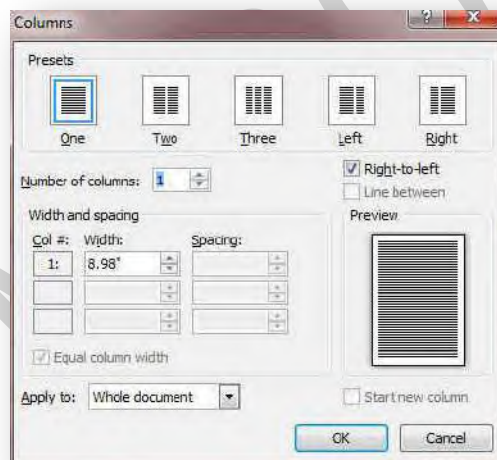 Columns
Presets
One Two Three Left Right
Number of columns: 1
Right-to-left
Line between
Width and spacing
Preview
Col #: Width: Spacing:
1: 8.98"
Equal column width
Apply to: Whole document
Start new column
OK Cancel